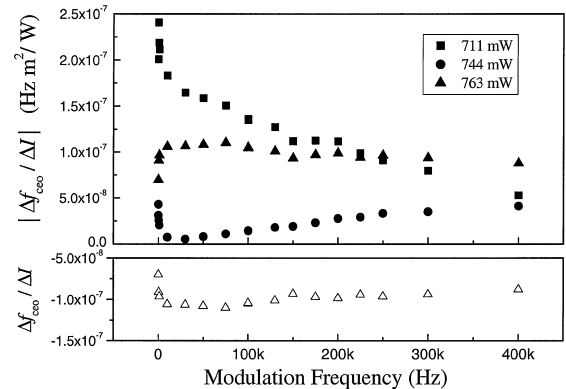 2.5x10⁻⁷
2.0x10⁻⁷
1.5x10⁻⁷
1.0x10⁻⁷
5.0x10⁻⁸
0.0
| Δf_ceo / ΔI | (Hz m²/ W)
711 mW
744 mW
763 mW
-5.0x10⁻⁸
-1.0x10⁻⁷
-1.5x10⁻⁷
Δf_ceo / ΔI
0 100k 200k 300k 400k
Modulation Frequency (Hz)